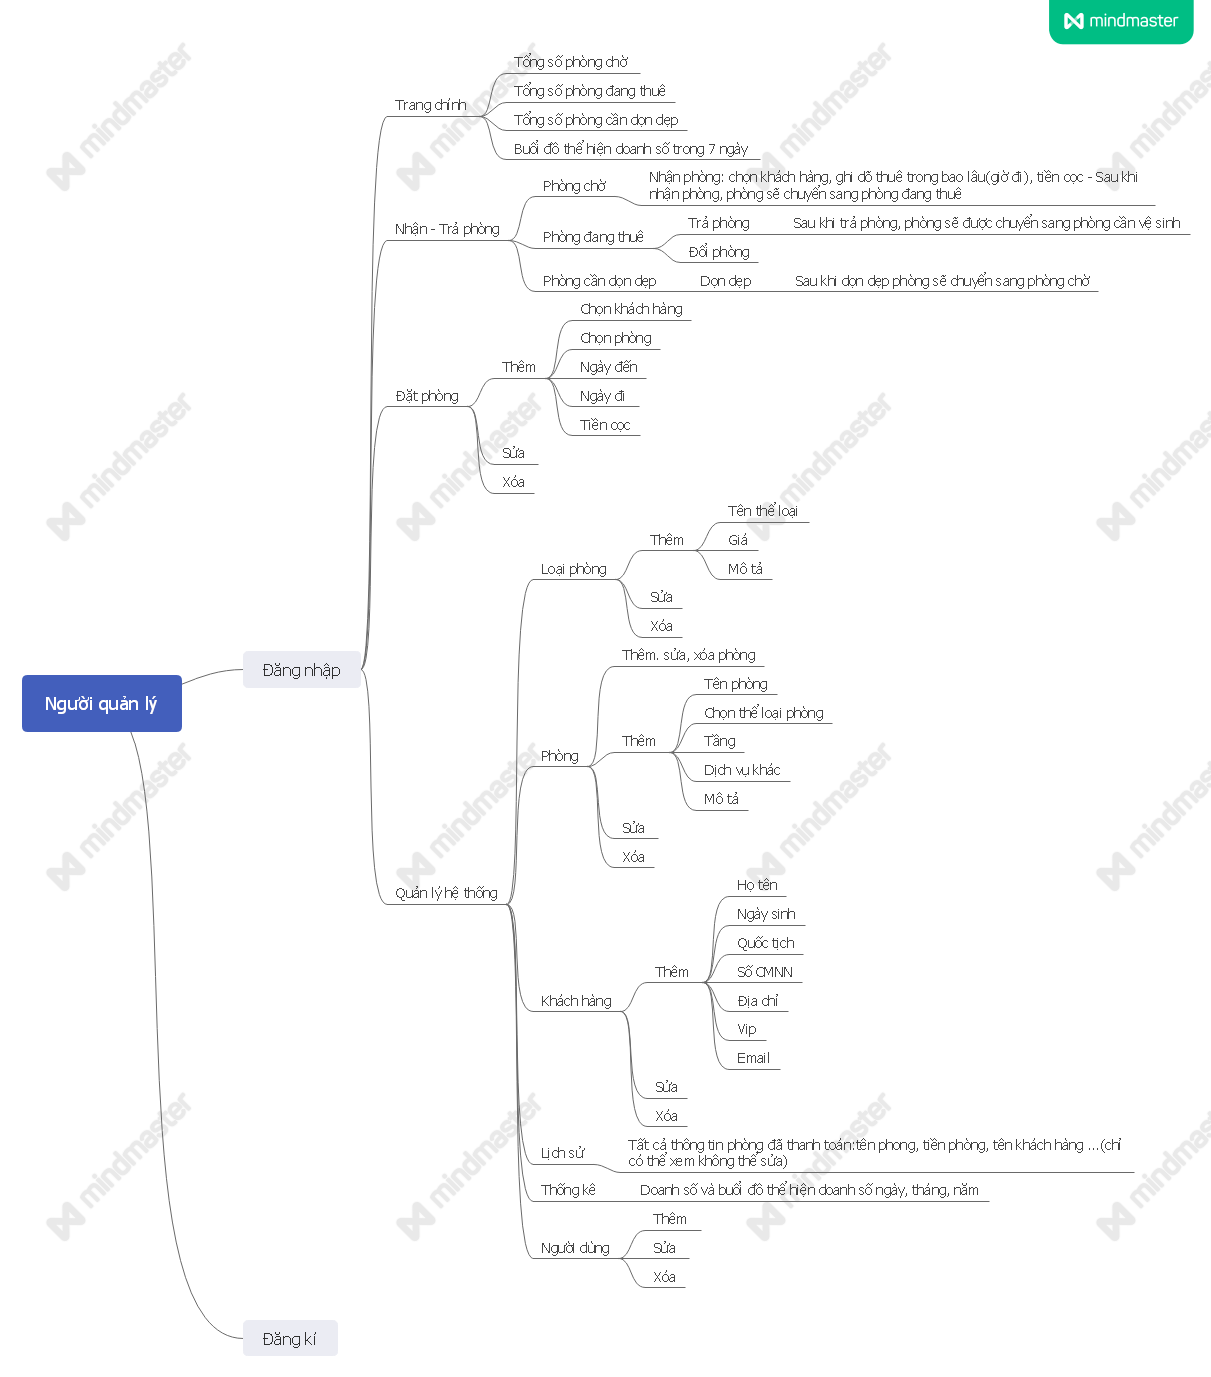 mindmaster
Tổng số phòng chờ
Tổng số phòng đang thuê
Trang chính
Tổng số phòng cần dọn dẹp
Buổi đồ thể hiện doanh số trong 7 ngày
Phòng chờ
Nhận phòng: chọn khách hàng, ghi dõ thuê trong bao lâu(giờ đi), tiền cọc - Sau khi
nhận phòng, phòng sẽ chuyển sang phòng đang thuê
Nhận - Trả phòng
Phòng đang thuê
Trả phòng
Sau khi trả phòng, phòng sẽ được chuyển sang phòng cần vệ sinh
Đổi phòng
Phòng cần dọn dẹp
Dọn dẹp
Sau khi dọn dẹp phòng sẽ chuyển sang phòng chờ
Chọn khách hàng
Chọn phòng
Thêm
Ngày đến
Đặt phòng
Ngày đi
Tiền cọc
Sửa
Xóa
Tên thể loại
Thêm
Giá
Loại phòng
Mô tả
Sửa
Xóa
Thêm. sửa, xóa phòng
Đăng nhập
Tên phòng
Người quản lý
Chọn thể loại phòng
Thêm
Tầng
Phòng
Dịch vụ khác
Mô tả
Sửa
Xóa
Quản lý hệ thống
Họ tên
Ngày sinh
Quốc tịch
Thêm
Số CMNN
Khách hàng
Địa chỉ
Vip
Email
Sửa
Xóa
Lịch sử
Tất cả thông tin phòng đã thanh toán:tên phong, tiền phòng, tên khách hàng ...(chỉ
có thể xem không thể sửa)
Thống kê
Doanh số và buổi đồ thể hiện doanh số ngày, tháng, năm
Thêm
Người dùng
Sửa
Xóa
Đăng kí